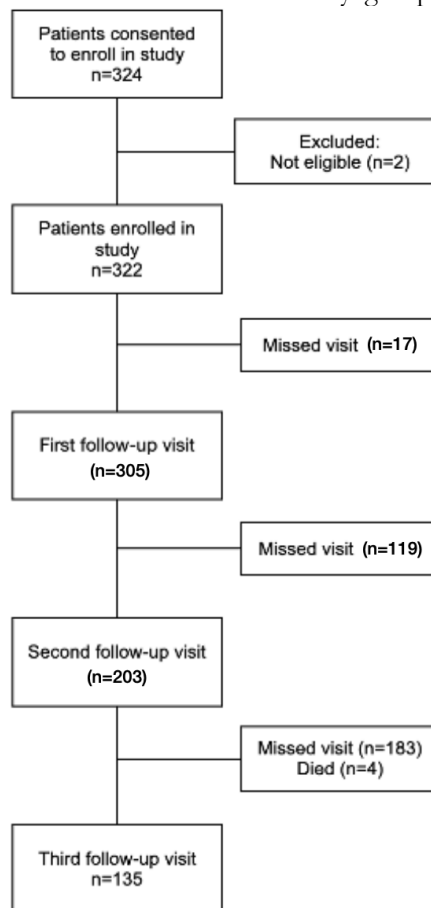 Patients consented
to enroll in study
n=324
Excluded:
Not eligible (n=2)
Patients enrolled in
study
n=322
Missed visit (n=17)
First follow-up visit
(n=305)
Missed visit (n=119)
Second follow-up visit
(n=203)
Missed visit (n=183)
Died (n=4)
Third follow-up visit
n=135